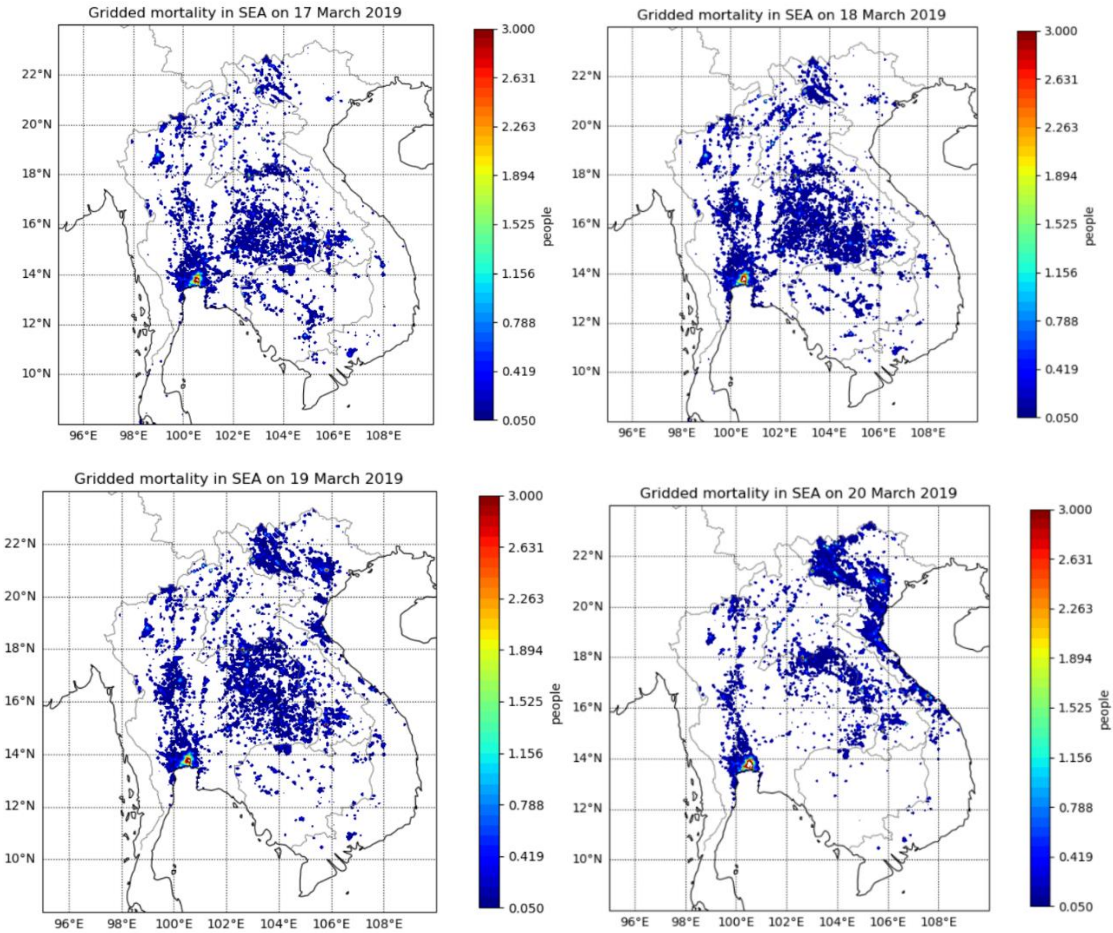 Gridded mortality in SEA on 17 March 2019
22°N
20°N
18°N
16°N
14°N
12°N
10°N
96°E 98°E 100°E 102°E 104°E 106°E 108°E
3.000
2.631
2.263
1.894
1.525
1.156
0.788
0.419
0.050
people
Gridded mortality in SEA on 18 March 2019
22°N
20°N
18°N
16°N
14°N
12°N
10°N
96°E 98°E 100°E 102°E 104°E 106°E 108°E
3.000
2.631
2.263
1.894
1.525
1.156
0.788
0.419
0.050
people
Gridded mortality in SEA on 19 March 2019
22°N
20°N
18°N
16°N
14°N
12°N
10°N
96°E 98°E 100°E 102°E 104°E 106°E 108°E
3.000
2.631
2.263
1.894
1.525
1.156
0.788
0.419
0.050
people
Gridded mortality in SEA on 20 March 2019
22°N
20°N
18°N
16°N
14°N
12°N
10°N
96°E 98°E 100°E 102°E 104°E 106°E 108°E
3.000
2.631
2.263
1.894
1.525
1.156
0.788
0.419
0.050
people